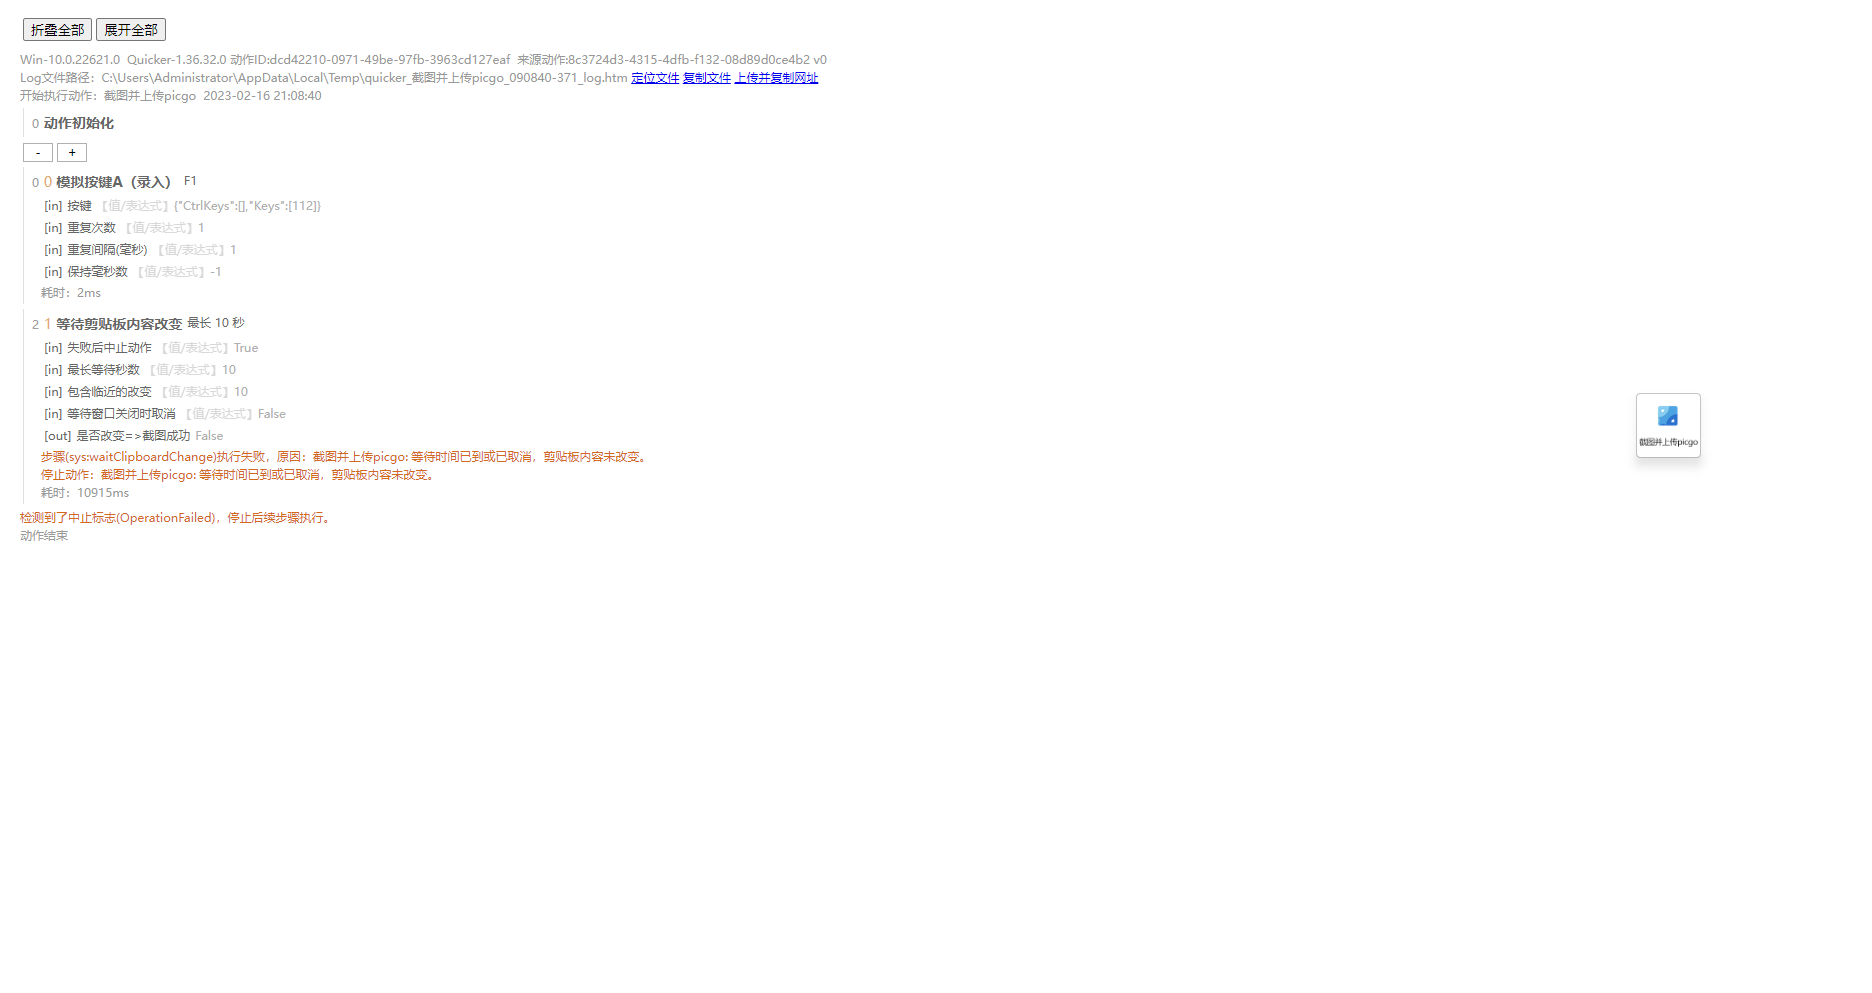 折叠全部 展开全部
Win-10.0.22621.0 Quicker-1.36.32.0 动作ID:dcd42210-0971-49be-97fb-3963cd127eaf 来源动作:8c3724d3-4315-4dfb-f132-08d89d0ce4b2 v0
Log文件路径：C:\Users\Administrator\AppData\Local\Temp\quicker_截图并上传picgo_090840-371_log.htm 定位文件 复制文件 上传并复制网址
开始执行动作：截图并上传picgo 2023-02-16 21:08:40
0 动作初始化
- +
0 0 模拟按键A（录入） F1
[in] 按键 【值/表达式】{"CtrlKeys":[],"Keys":[112]}
[in] 重复次数 【值/表达式】1
[in] 重复间隔(毫秒) 【值/表达式】1
[in] 保持毫秒数 【值/表达式】-1
耗时：2ms
2 1 等待剪贴板内容改变 最长 10 秒
[in] 失败后中止动作 【值/表达式】True
[in] 最长等待秒数 【值/表达式】10
[in] 包含临近的改变 【值/表达式】10
[in] 等待窗口关闭时取消 【值/表达式】False
[out] 是否改变=>截图成功 False
步骤(sys:waitClipboardChange)执行失败，原因：截图并上传picgo: 等待时间已到或已取消，剪贴板内容未改变。
停止动作：截图并上传picgo: 等待时间已到或已取消，剪贴板内容未改变。
耗时：10915ms
检测到了中止标志(OperationFailed)，停止后续步骤执行。
动作结束
截图并上传picgo